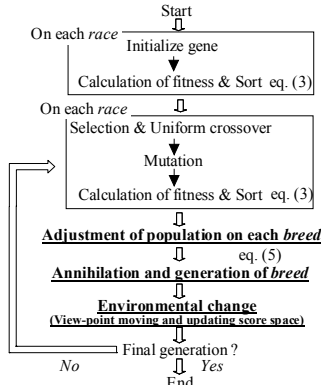 Start
On each race
Initialize gene
Calculation of fitness & Sort eq. (3)
On each race
Selection & Uniform crossover
Mutation
Calculation of fitness & Sort eq. (3)
Adjustment of population on each breed
eq. (5)
Annihilation and generation of breed
Environmental change
(View-point moving and updating score space)
Final generation ?
No Yes
End